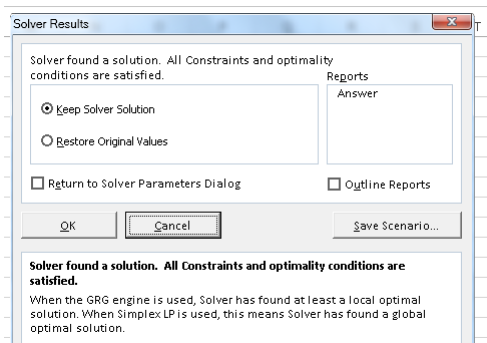 Solver Results
T
Solver found a solution. All Constraints and optimality
conditions are satisfied.
Reports
Answer
Keep Solver Solution
Restore Original Values
Return to Solver Parameters Dialog
Outline Reports
OK
Cancel
Save Scenario...
Solver found a solution. All Constraints and optimality conditions are
satisfied.
When the GRG engine is used, Solver has found at least a local optimal
solution. When Simplex LP is used, this means Solver has found a global
optimal solution.